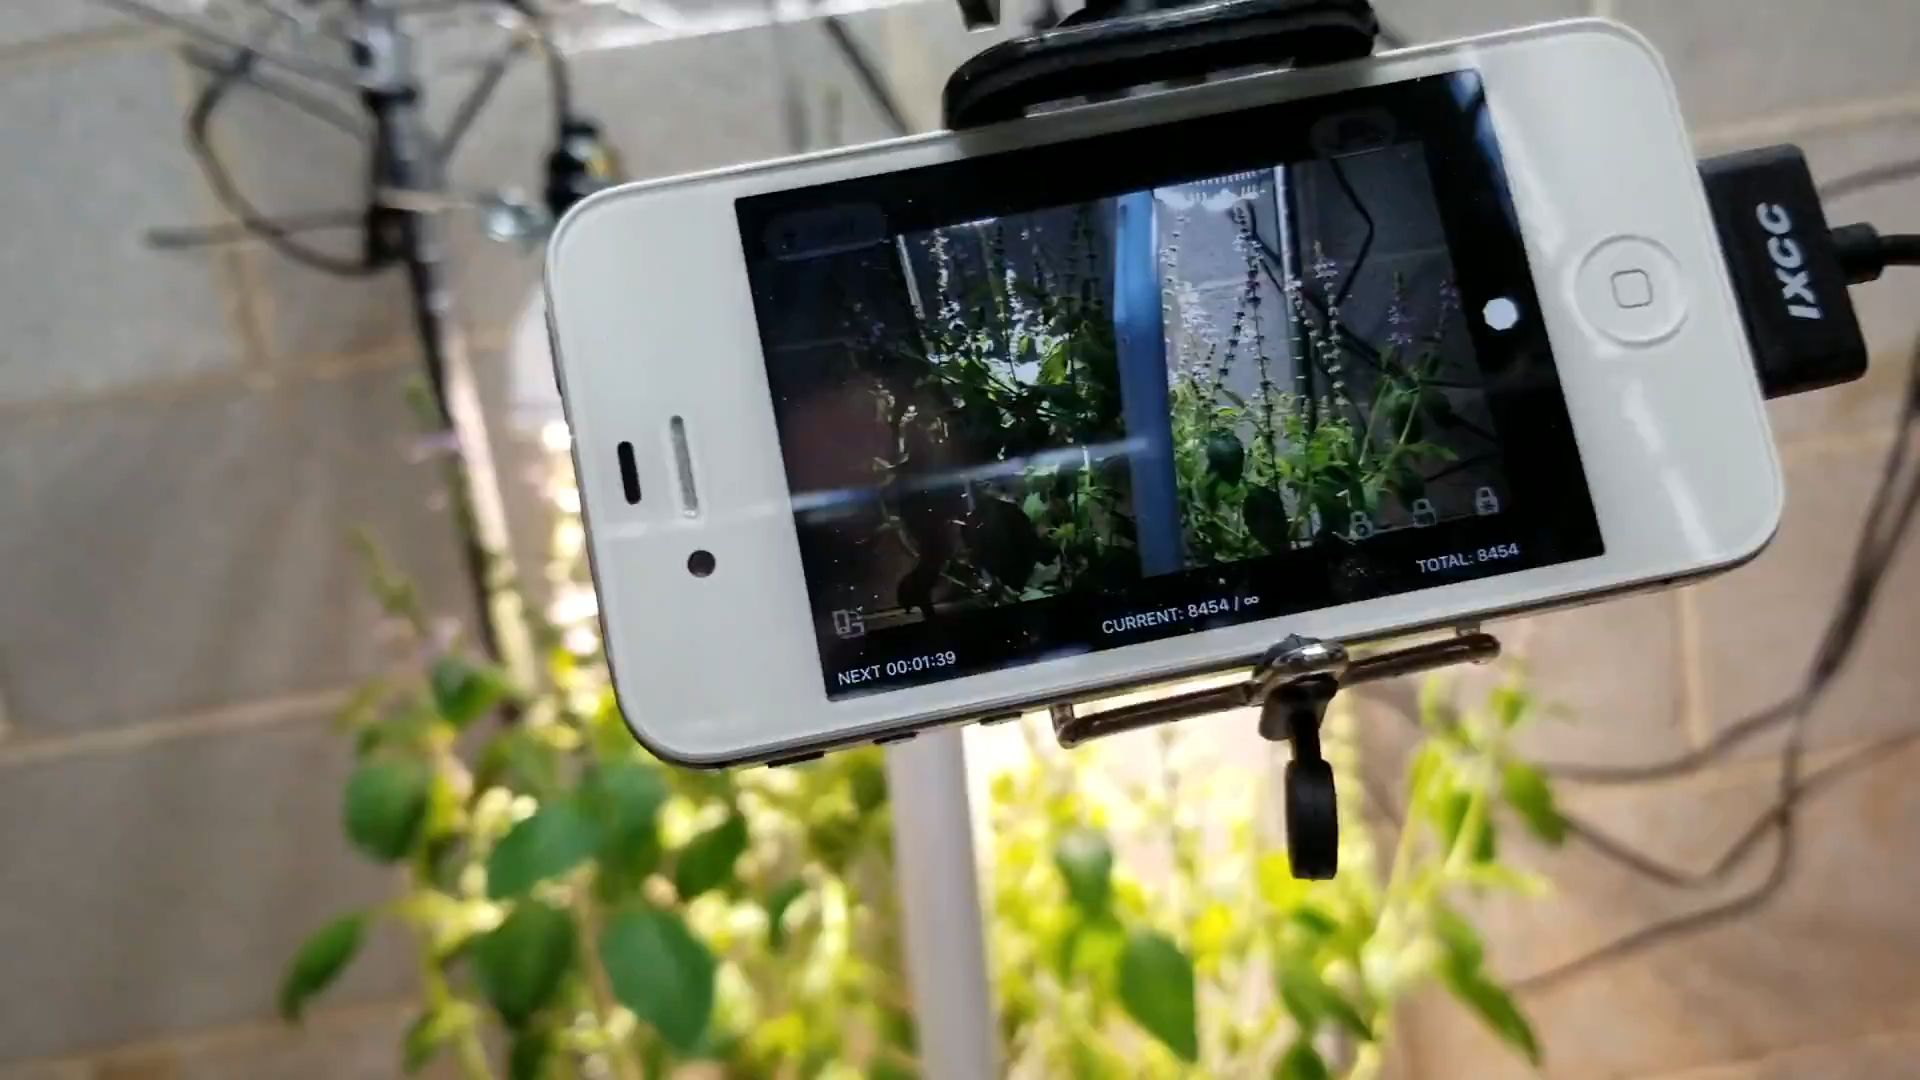 IXCC
TOTAL: 8454
CURRENT: 8454 / ∞
NEXT 00:01:39